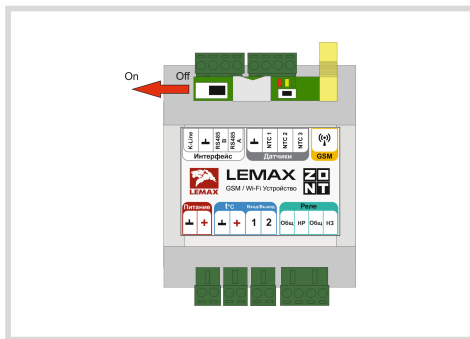 On Off
K-Line ⊥ RS485 B RS485 A ⊥ NTC 1 NTC 2 NTC 3
Интерфейс Датчики GSM
LEMAX LEMAX ZONT
GSM / Wi-Fi Устройство
Питание t°C Вход/Выход Реле
⊥ + ⊥ + 1 2 Общ НР Общ НЗ